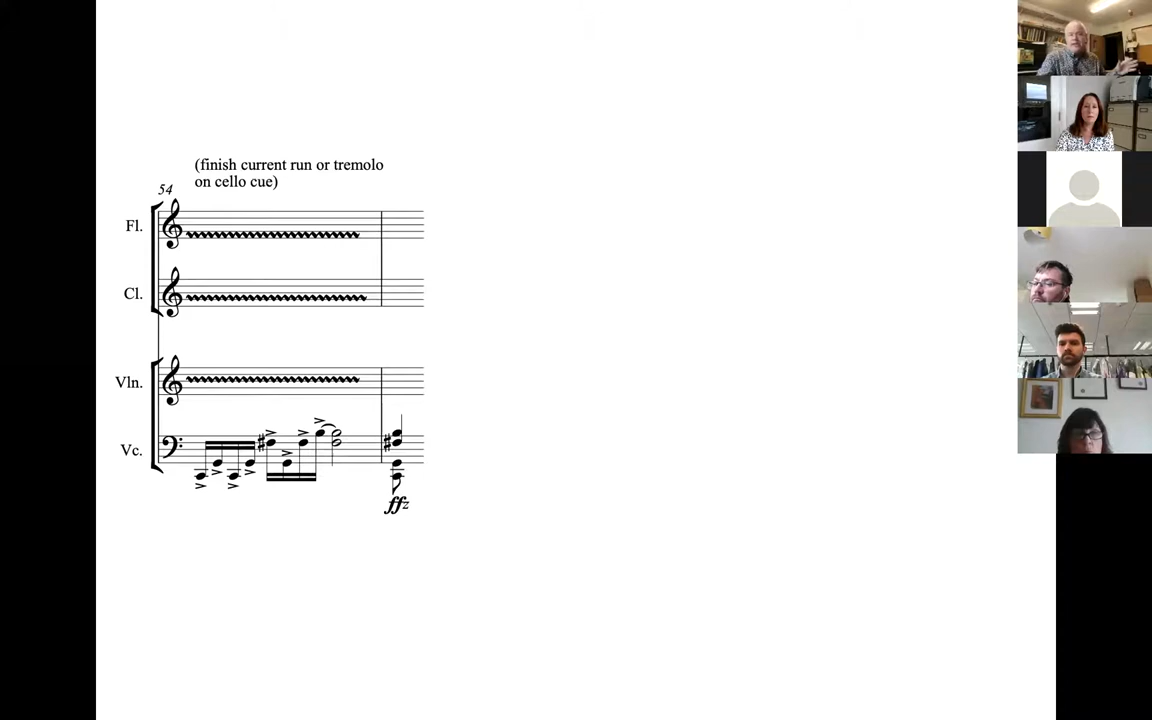 (finish current run or tremolo
on cello cue)
54
Fl.
Cl.
Vln.
Vc.
ffz